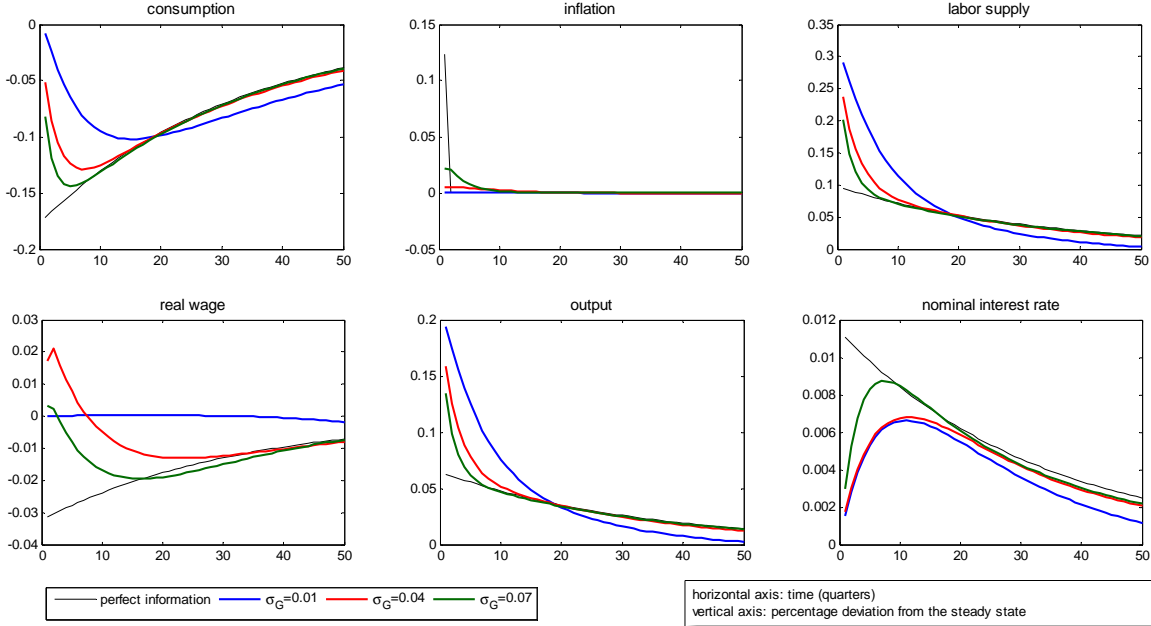 consumption
0
-0.05
-0.1
-0.15
-0.2
0 10 20 30 40 50
inflation
0.15
0.1
0.05
0
-0.05
0 10 20 30 40 50
labor supply
0.35
0.3
0.25
0.2
0.15
0.1
0.05
0
0 10 20 30 40 50
real wage
0.03
0.02
0.01
0
-0.01
-0.02
-0.03
-0.04
0 10 20 30 40 50
output
0.2
0.15
0.1
0.05
0
0 10 20 30 40 50
nominal interest rate
0.012
0.01
0.008
0.006
0.004
0.002
0
0 10 20 30 40 50
perfect information σG=0.01 σG=0.04 σG=0.07
horizontal axis: time (quarters)
vertical axis: percentage deviation from the steady state